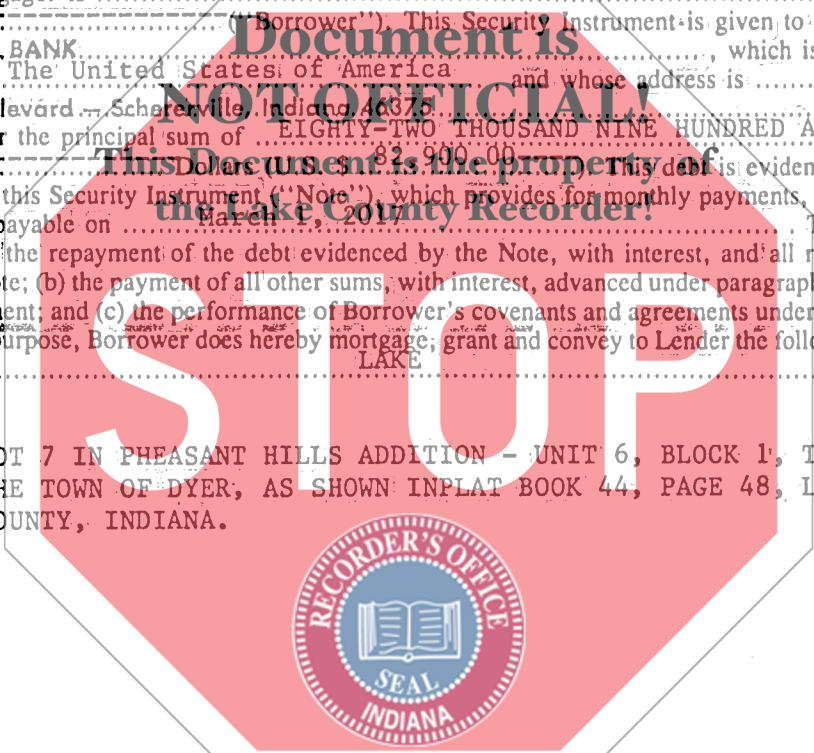 ("Borrower"). This Security Instrument is given to
Document is
BANK , which is
The United States of America and whose address is
NOT OFFICIAL!
levard — Schererville, Indiana 46375
r the principal sum of EIGHTY-TWO THOUSAND NINE HUNDRED A
This Document is the property of
Dollars (U.S. $ 82,900.00 ). This debt is eviden
this Security Instrument ("Note"), which provides for monthly payments,
the Lake County Recorder!
payable on March 1, 2017
the repayment of the debt evidenced by the Note, with interest, and all r
te; (b) the payment of all other sums, with interest, advanced under paragraph
ent; and (c) the performance of Borrower's covenants and agreements under
urpose, Borrower does hereby mortgage, grant and convey to Lender the follo
LAKE
STOP
OT 7 IN PHEASANT HILLS ADDITION - UNIT 6, BLOCK 1, T
HE TOWN OF DYER, AS SHOWN INPLAT BOOK 44, PAGE 48, L
OUNTY, INDIANA.
RECORDER'S OFFICE
SEAL
INDIANA